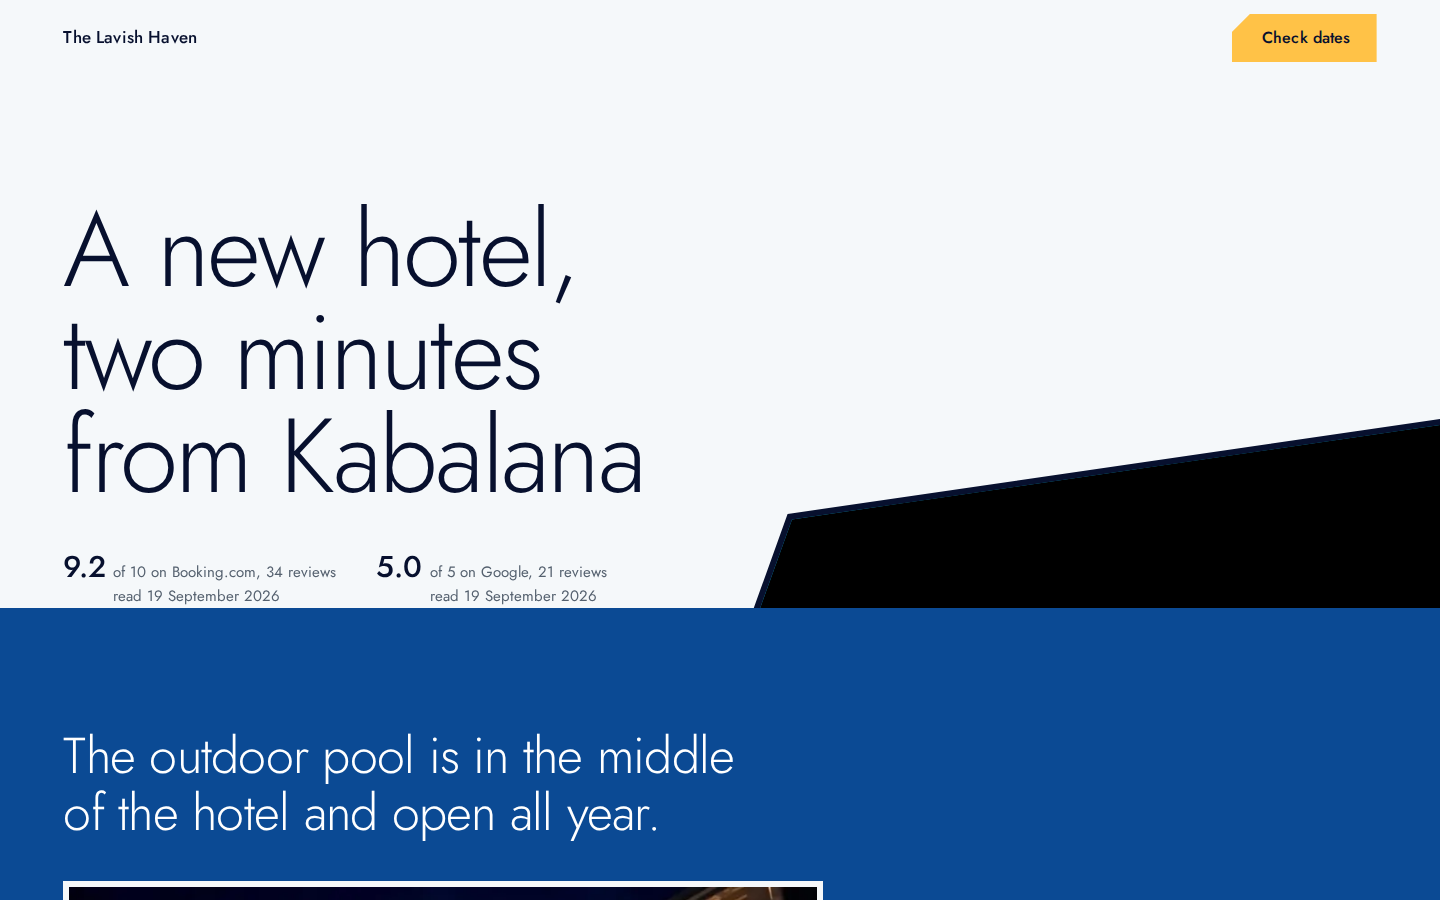 The Lavish Haven
Check dates
A new hotel,
two minutes
from Kabalana
9.2 of 10 on Booking.com, 34 reviews
read 19 September 2026
5.0 of 5 on Google, 21 reviews
read 19 September 2026
The outdoor pool is in the middle
of the hotel and open all year.